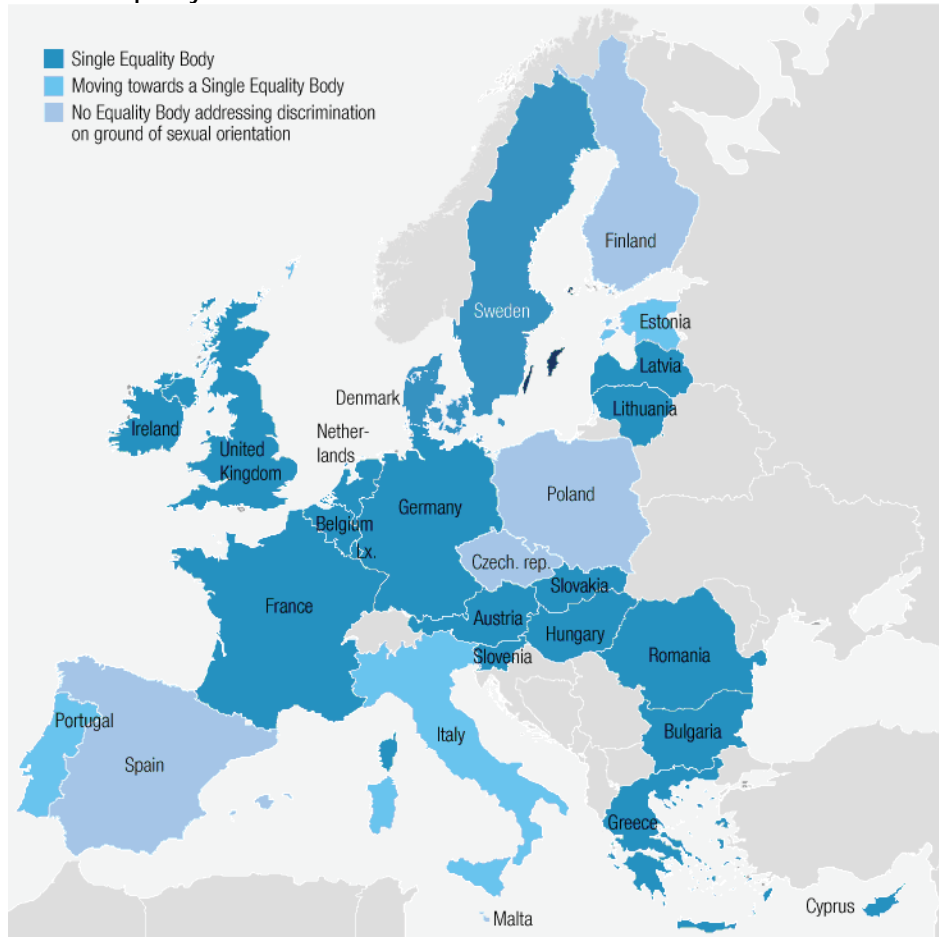 Single Equality Body
Moving towards a Single Equality Body
No Equality Body addressing discrimination
on ground of sexual orientation
Finland
Sweden
Estonia
Latvia
Lithuania
Denmark
Nether-
lands
Ireland
United
Kingdom
Belgium
Lx.
Germany
Poland
Czech. rep.
Slovakia
France
Austria
Hungary
Slovenia
Romania
Portugal
Spain
Italy
Bulgaria
Greece
Malta
Cyprus